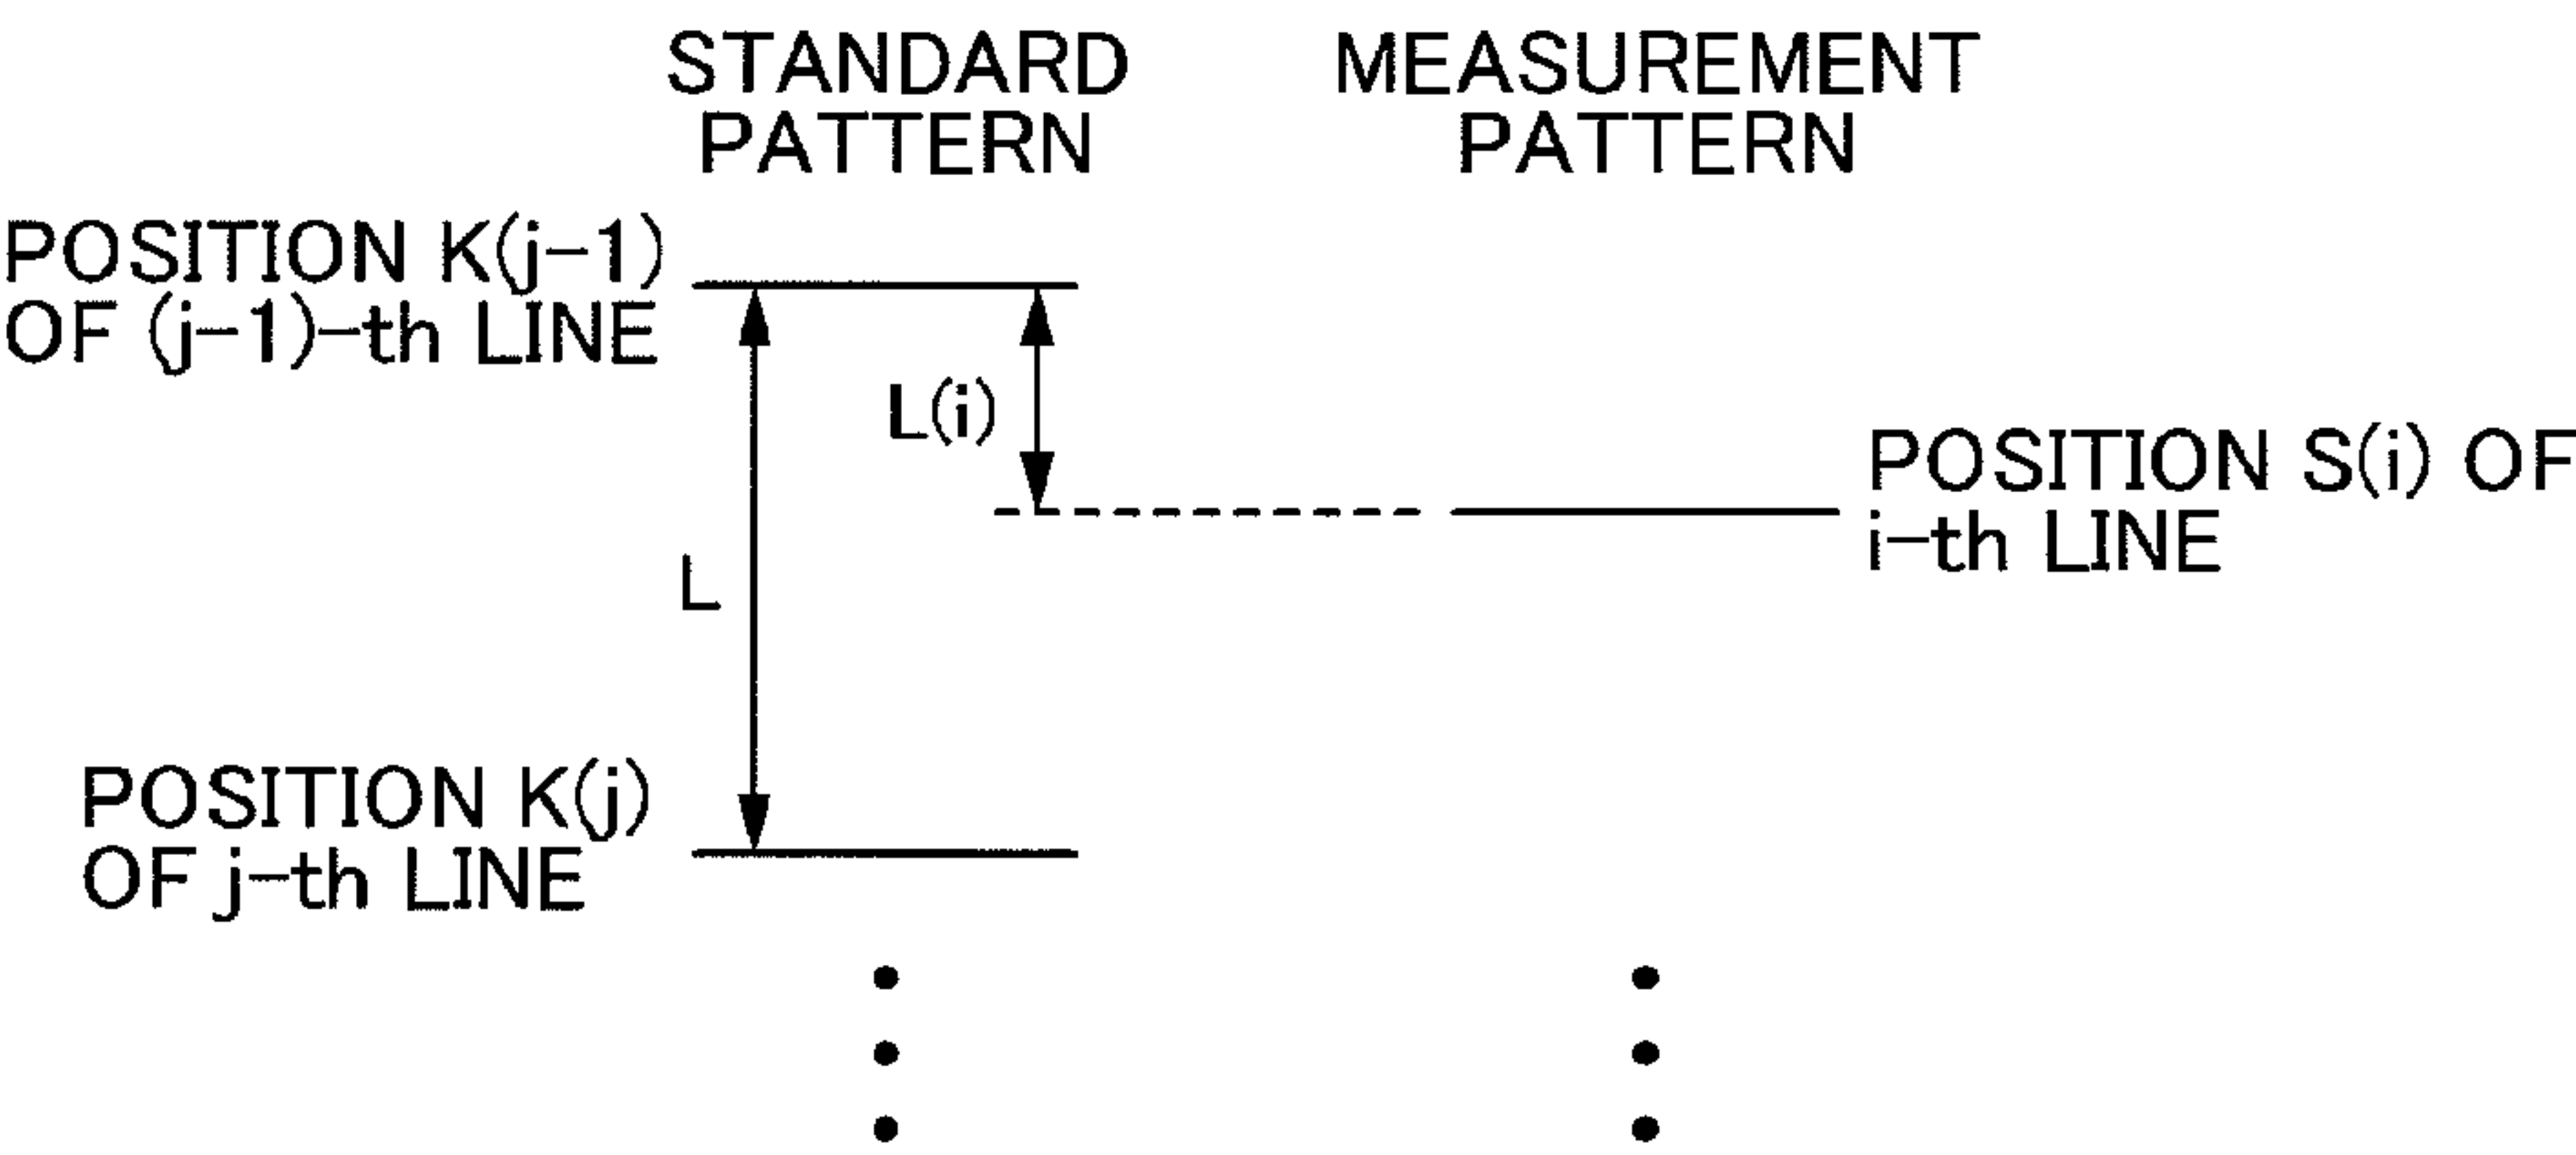 STANDARD
PATTERN
MEASUREMENT
PATTERN
POSITION K(j-1)
OF (j-1)-th LINE
L(i)
POSITION S(i) OF
i-th LINE
L
POSITION K(j)
OF j-th LINE